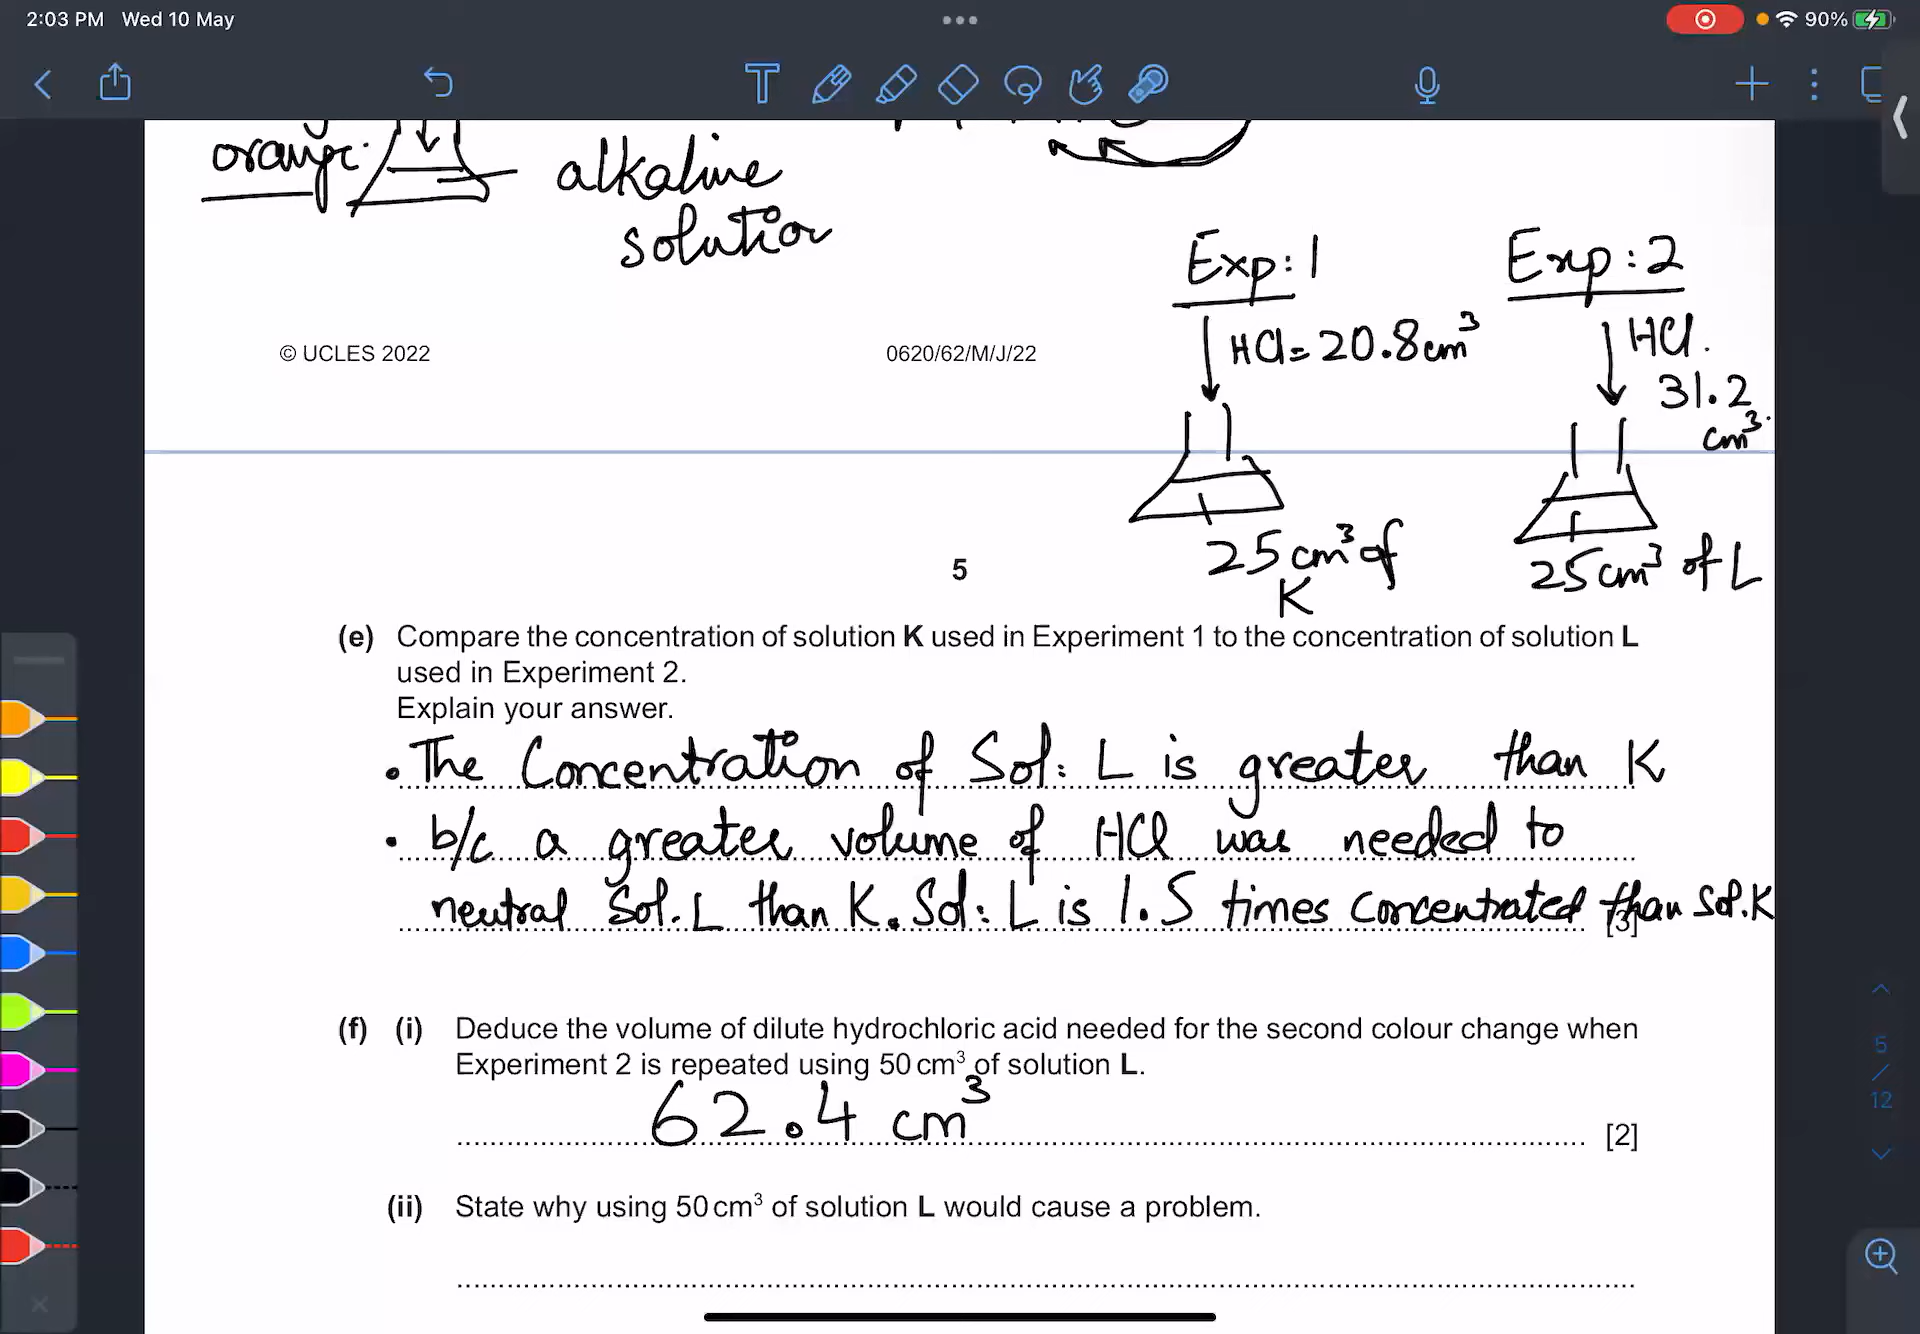 2:03 PM Wed 10 May
90%
orange.
alkaline
solution
Exp: 1
Exp: 2
HCl = 20.8 cm³
HCl.
31.2
cm³.
© UCLES 2022
0620/62/M/J/22
25 cm³ of
K
25 cm³ of L
5
(e) Compare the concentration of solution K used in Experiment 1 to the concentration of solution L
used in Experiment 2.
Explain your answer.
• The Concentration of Sol: L is greater than K
• b/c a greater volume of HCl was needed to
neutral Sol. L than K. Sol: L is 1.5 times concentrated than Sol. K
[3]
(f) (i) Deduce the volume of dilute hydrochloric acid needed for the second colour change when
Experiment 2 is repeated using 50 cm³ of solution L.
62.4 cm³
[2]
(ii) State why using 50 cm³ of solution L would cause a problem.
5
/
12